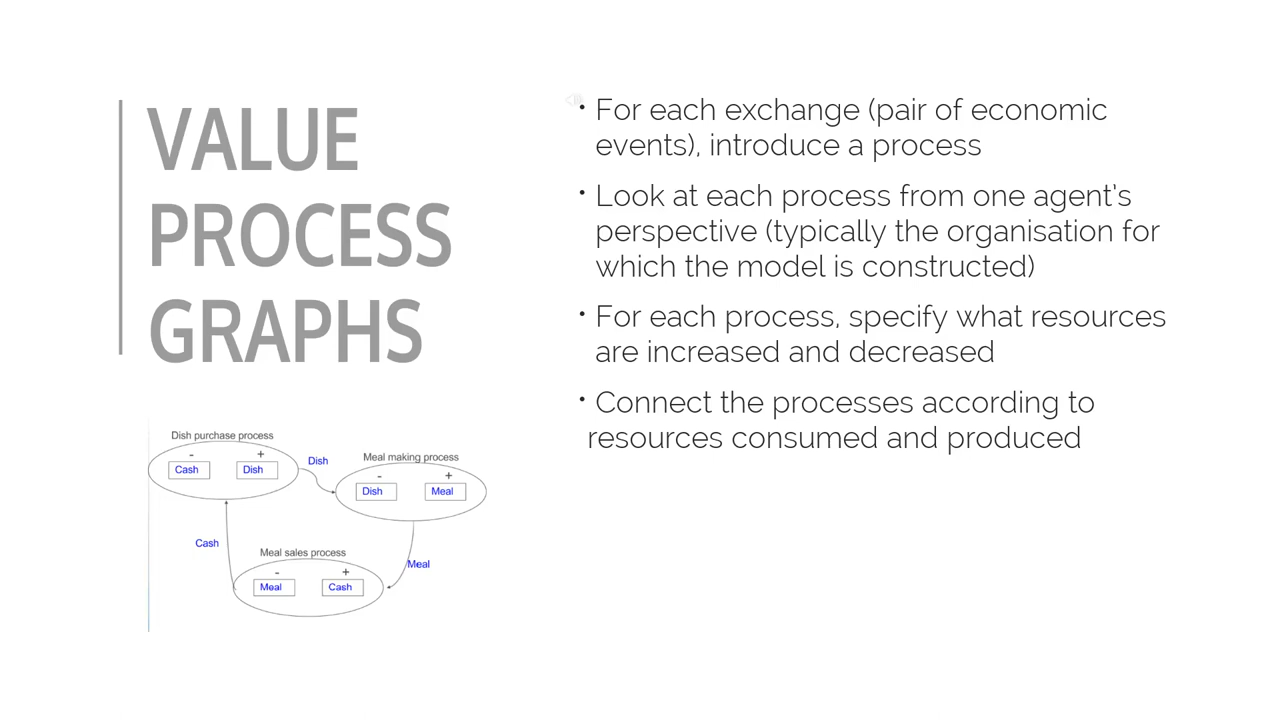 VALUE
PROCESS
GRAPHS
• For each exchange (pair of economic
events), introduce a process
• Look at each process from one agent’s
perspective (typically the organisation for
which the model is constructed)
• For each process, specify what resources
are increased and decreased
• Connect the processes according to
resources consumed and produced
Dish purchase process
- +
Cash Dish
Dish
Meal making process
- +
Dish Meal
Cash
Meal
Meal sales process
- +
Meal Cash